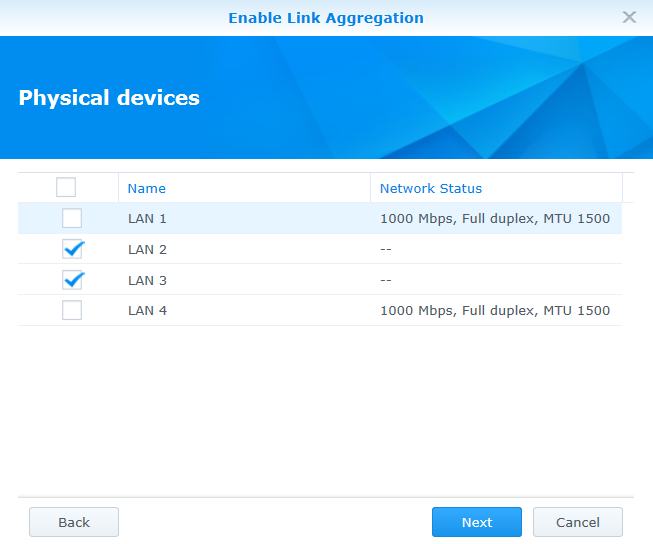 Enable Link Aggregation
Physical devices
Name Network Status
LAN 1 1000 Mbps, Full duplex, MTU 1500
LAN 2 --
LAN 3 --
LAN 4 1000 Mbps, Full duplex, MTU 1500
Back Next Cancel